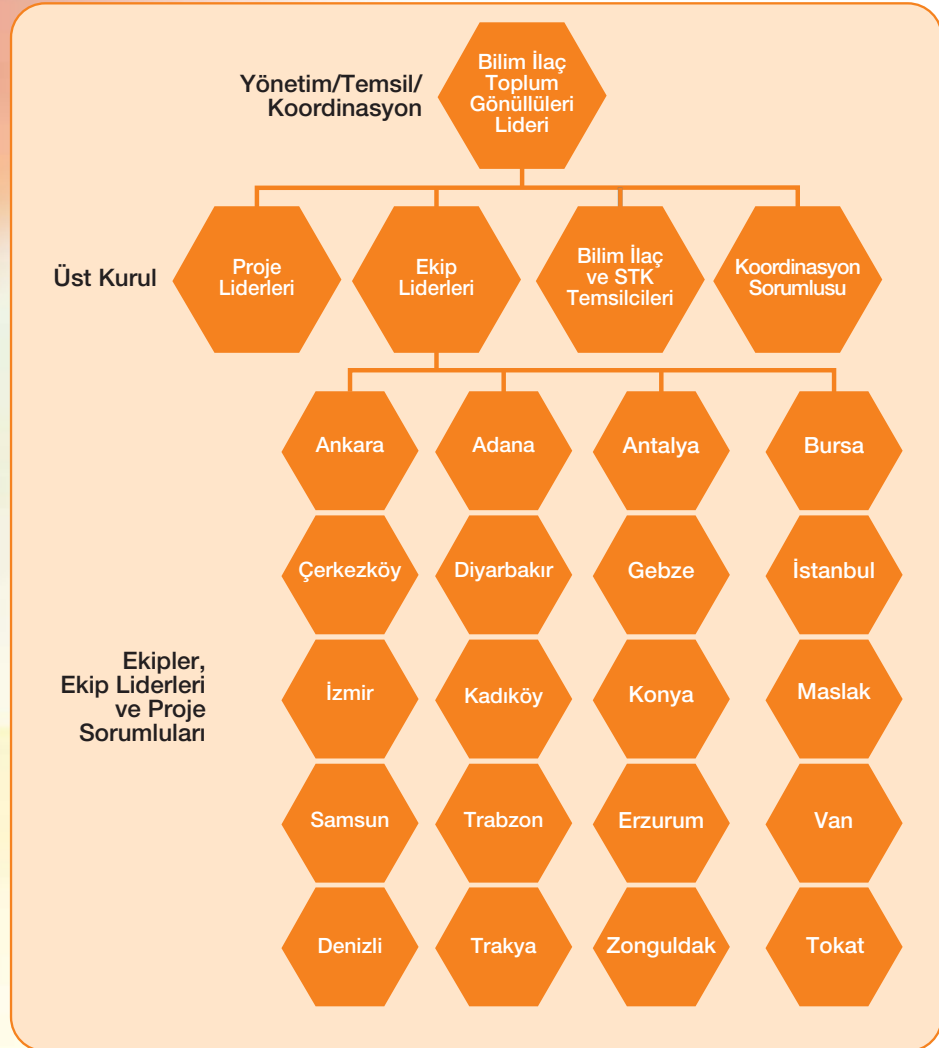 Yönetim/Temsil/
Koordinasyon
Bilim İlaç
Toplum
Gönüllüleri
Lideri
Üst Kurul
Proje
Liderleri
Ekip
Liderleri
Bilim İlaç
ve STK
Temsilcileri
Koordinasyon
Sorumlusu
Ekipler,
Ekip Liderleri
ve Proje
Sorumluları
Ankara
Adana
Antalya
Bursa
Çerkezköy
Diyarbakır
Gebze
İstanbul
İzmir
Kadıköy
Konya
Maslak
Samsun
Trabzon
Erzurum
Van
Denizli
Trakya
Zonguldak
Tokat